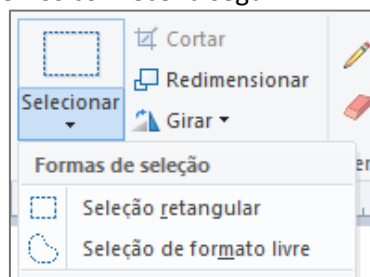 Cortar
Redimensionar
Selecionar
Girar
Formas de seleção
Seleção retangular
Seleção de formato livre